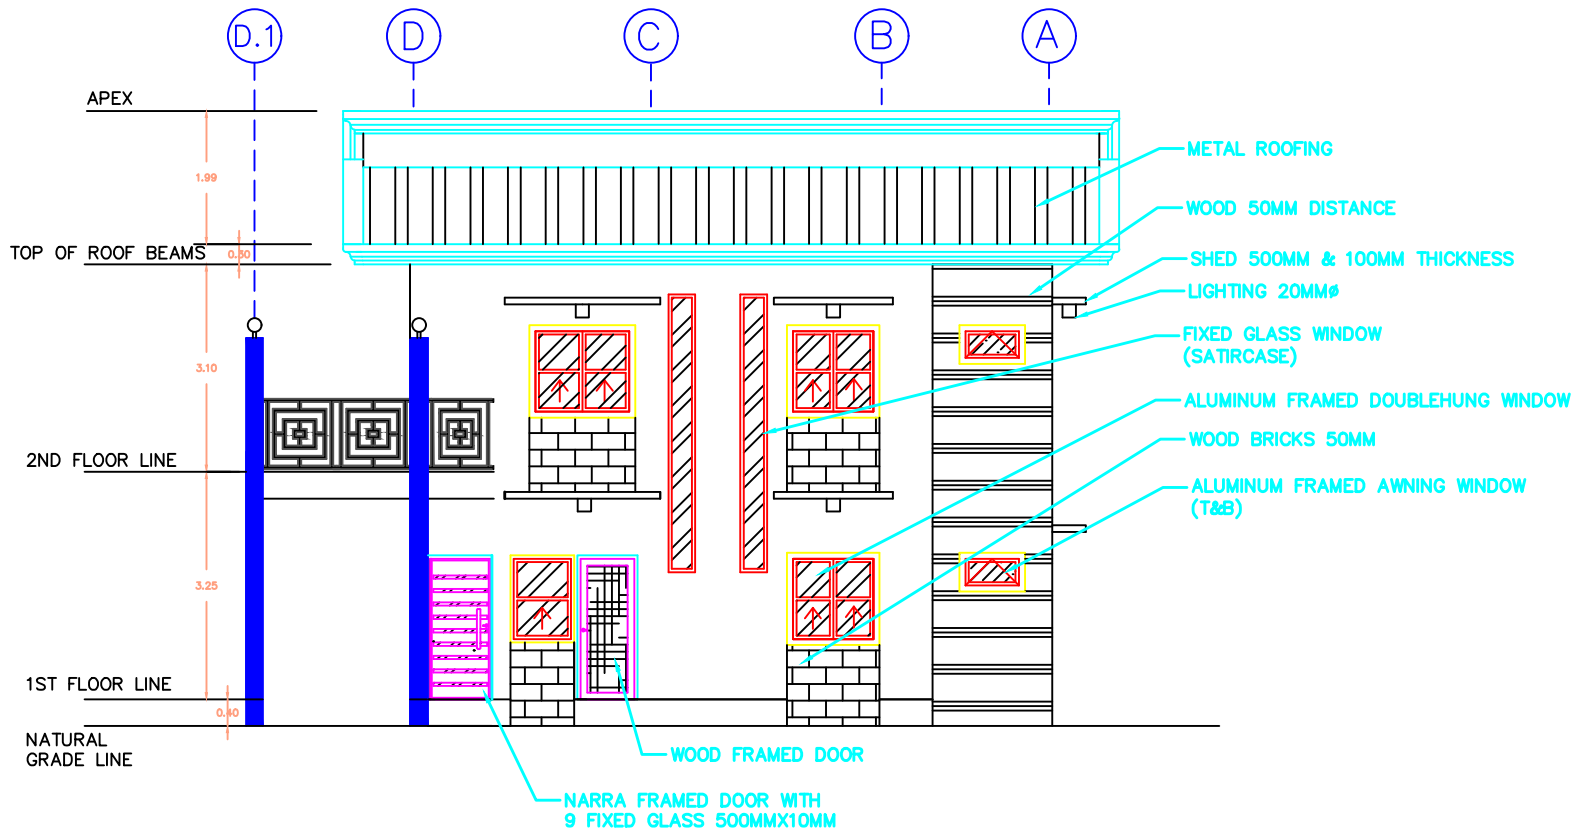 D.1 D C B A
APEX
METAL ROOFING
1.99
WOOD 50MM DISTANCE
TOP OF ROOF BEAMS
0.30
SHED 500MM & 100MM THICKNESS
LIGHTING 20MMø
FIXED GLASS WINDOW
(SATIRCASE)
3.10
ALUMINUM FRAMED DOUBLEHUNG WINDOW
WOOD BRICKS 50MM
2ND FLOOR LINE
ALUMINUM FRAMED AWNING WINDOW
(T&B)
3.25
1ST FLOOR LINE
0.40
NATURAL
GRADE LINE
WOOD FRAMED DOOR
NARRA FRAMED DOOR WITH
9 FIXED GLASS 500MMX10MM